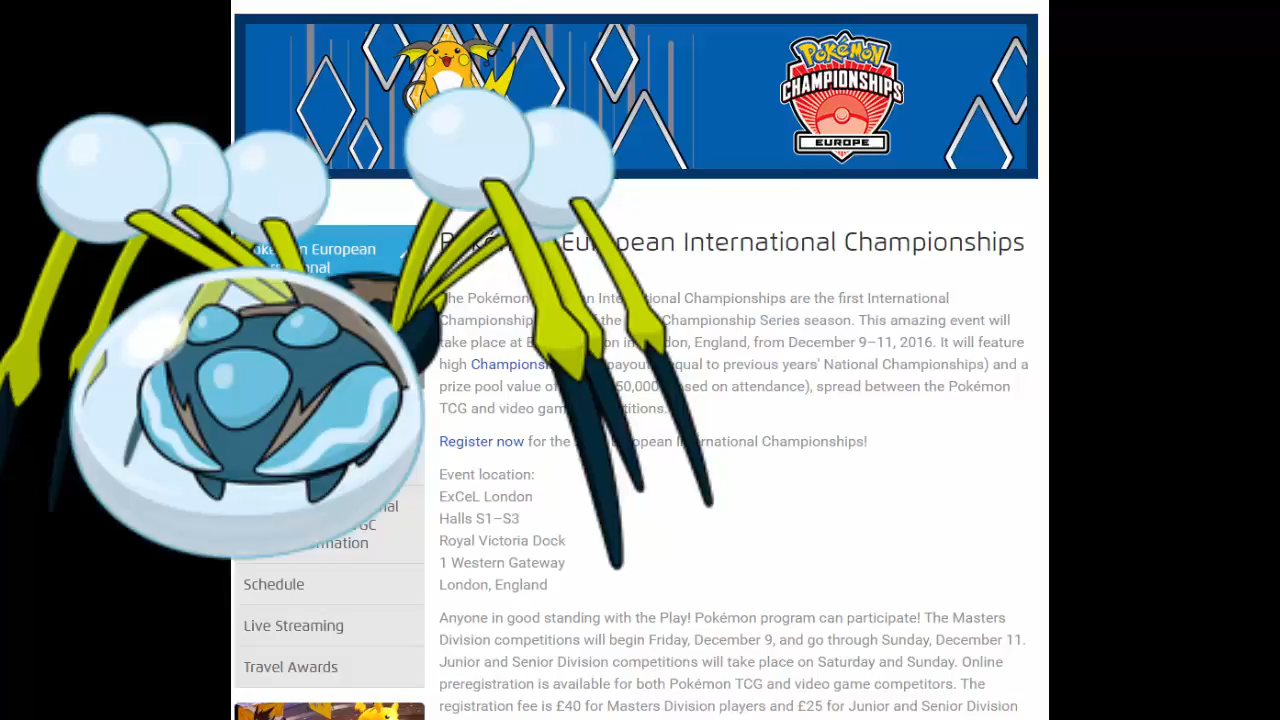 POKéMON
CHAMPIONSHIPS
EUROPE
European
European International Championships
The Pokémon International Championships are the first International
Championship the Championship Series season. This amazing event will
take place at London, England, from December 9–11, 2016. It will feature
high equal to previous years' National Championships) and a
prize pool value of 50,000 based on attendance), spread between the Pokémon
TCG and video game competitions.
Register now for the European International Championships!
Event location:
ExCeL London
Halls S1–S3
Royal Victoria Dock
1 Western Gateway
London, England
Schedule
Live Streaming
Travel Awards
Anyone in good standing with the Play! Pokémon program can participate! The Masters
Division competitions will begin Friday, December 9, and go through Sunday, December 11.
Junior and Senior Division competitions will take place on Saturday and Sunday. Online
preregistration is available for both Pokémon TCG and video game competitors. The
registration fee is £40 for Masters Division players and £25 for Junior and Senior Division